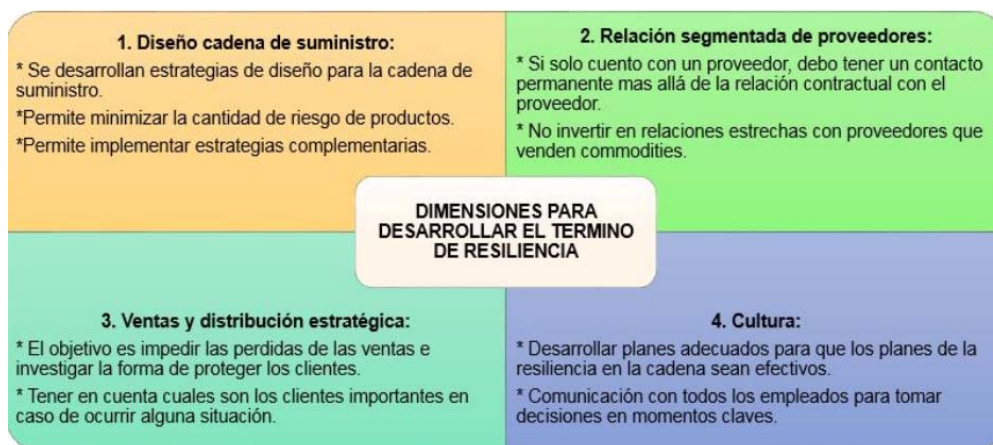 1. Diseño cadena de suministro:
* Se desarrollan estrategias de diseño para la cadena de
suministro.
*Permite minimizar la cantidad de riesgo de productos.
*Permite implementar estrategias complementarias.
2. Relación segmentada de proveedores:
* Si solo cuento con un proveedor, debo tener un contacto
permanente mas allá de la relación contractual con el
proveedor.
* No invertir en relaciones estrechas con proveedores que
venden commodities.
DIMENSIONES PARA
DESARROLLAR EL TERMINO
DE RESILIENCIA
3. Ventas y distribución estratégica:
* El objetivo es impedir las perdidas de las ventas e
investigar la forma de proteger los clientes.
* Tener en cuenta cuales son los clientes importantes en
caso de ocurrir alguna situación.
4. Cultura:
* Desarrollar planes adecuados para que los planes de la
resiliencia en la cadena sean efectivos.
* Comunicación con todos los empleados para tomar
decisiones en momentos claves.